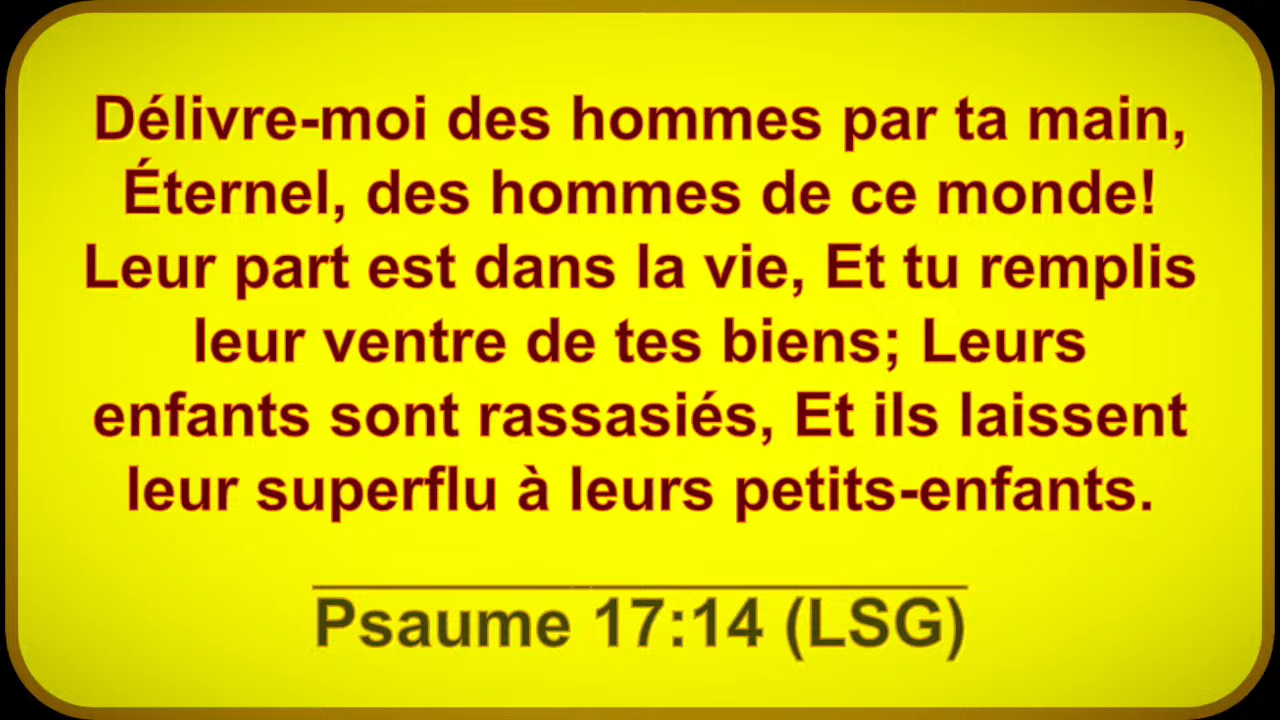 Délivre-moi des hommes par ta main,
Éternel, des hommes de ce monde!
Leur part est dans la vie, Et tu remplis
leur ventre de tes biens; Leurs
enfants sont rassasiés, Et ils laissent
leur superflu à leurs petits-enfants.
Psaume 17:14 (LSG)